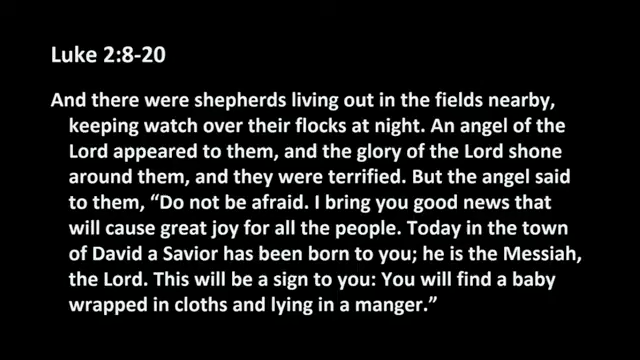 Luke 2:8-20
And there were shepherds living out in the fields nearby,
keeping watch over their flocks at night. An angel of the
Lord appeared to them, and the glory of the Lord shone
around them, and they were terrified. But the angel said
to them, “Do not be afraid. I bring you good news that
will cause great joy for all the people. Today in the town
of David a Savior has been born to you; he is the Messiah,
the Lord. This will be a sign to you: You will find a baby
wrapped in cloths and lying in a manger.”